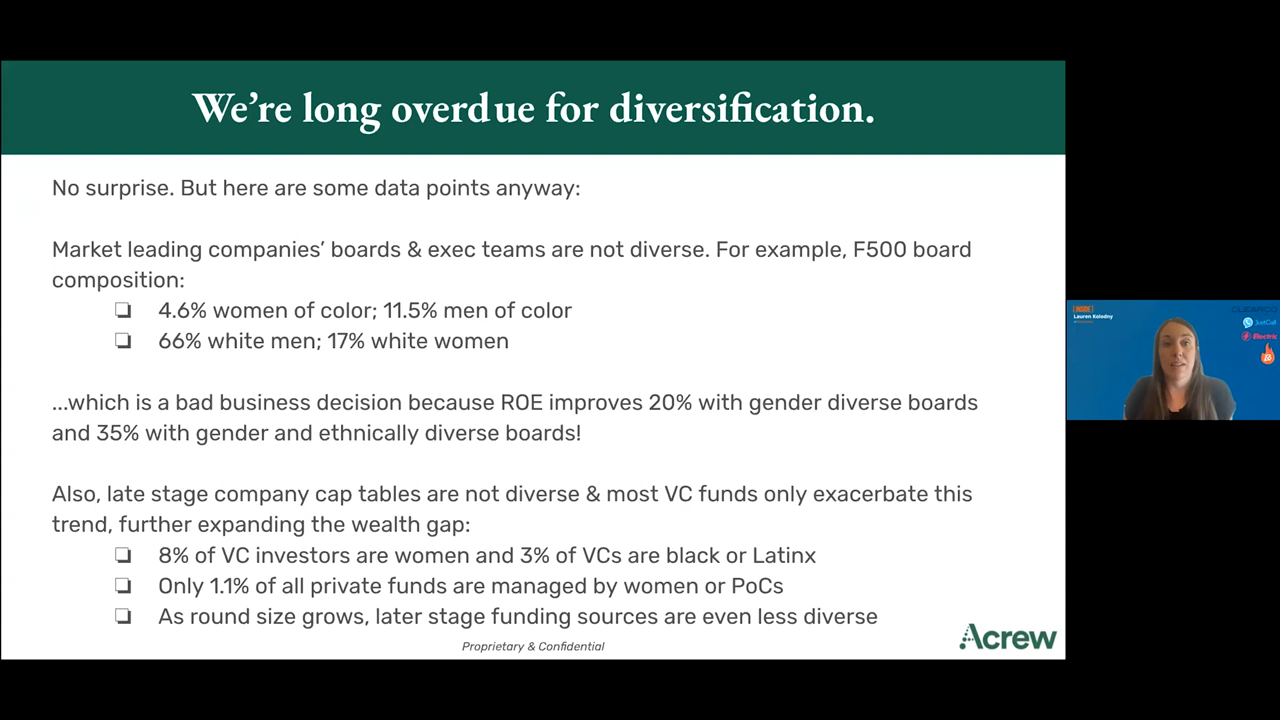 We're long overdue for diversification.
No surprise. But here are some data points anyway:
Market leading companies' boards & exec teams are not diverse. For example, F500 board
composition:
❏ 4.6% women of color; 11.5% men of color
❏ 66% white men; 17% white women
...which is a bad business decision because ROE improves 20% with gender diverse boards
and 35% with gender and ethnically diverse boards!
Also, late stage company cap tables are not diverse & most VC funds only exacerbate this
trend, further expanding the wealth gap:
❏ 8% of VC investors are women and 3% of VCs are black or Latinx
❏ Only 1.1% of all private funds are managed by women or PoCs
❏ As round size grows, later stage funding sources are even less diverse
Proprietary & Confidential
Acrew
INSIDE
Lauren Kolodny
CLEARCO
JustCall
Electric